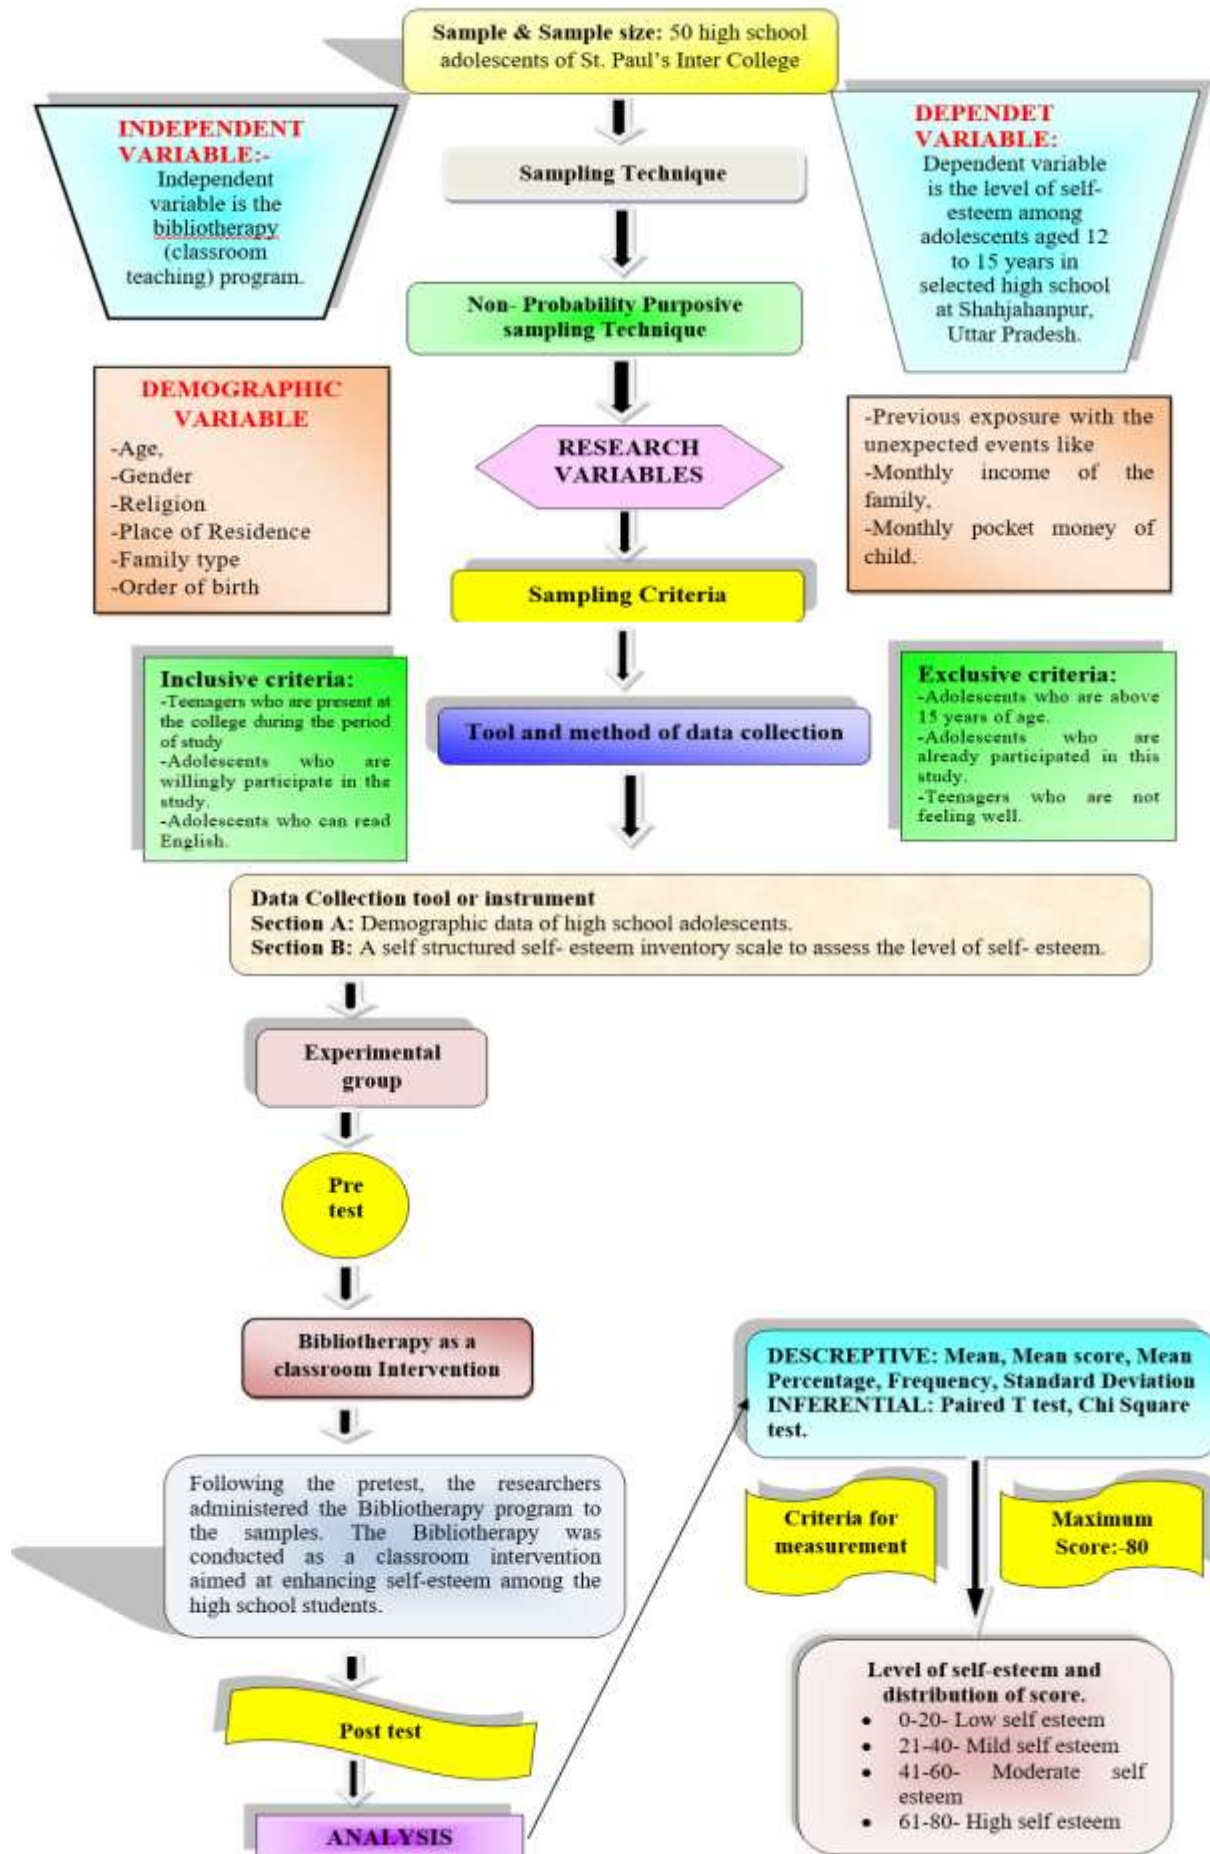 Sample & Sample size: 50 high school
adolescents of St. Paul's Inter College
INDEPENDENT
VARIABLE:-
Independent
variable is the
bibliotherapy
(classroom
teaching) program.
Sampling Technique
DEPENDET
VARIABLE:
Dependent variable
is the level of self-
esteem among
adolescents aged 12
to 15 years in
selected high school
at Shahjahanpur,
Uttar Pradesh.
Non- Probability Purposive
sampling Technique
DEMOGRAPHIC
VARIABLE
-Age,
-Gender
-Religion
-Place of Residence
-Family type
-Order of birth
RESEARCH
VARIABLES
-Previous exposure with the
unexpected events like
-Monthly income of the
family,
-Monthly pocket money of
child.
Sampling Criteria
Inclusive criteria:
-Teenagers who are present at
the college during the period
of study
-Adolescents who are
willingly participate in the
study.
-Adolescents who can read
English.
Tool and method of data collection
Exclusive criteria:
-Adolescents who are above
15 years of age.
-Adolescents who are
already participated in this
study.
-Teenagers who are not
feeling well.
Data Collection tool or instrument
Section A: Demographic data of high school adolescents.
Section B: A self structured self- esteem inventory scale to assess the level of self- esteem.
Experimental
group
Pre
test
Bibliotherapy as a
classroom Intervention
Following the pretest, the researchers
administered the Bibliotherapy program to
the samples. The Bibliotherapy was
conducted as a classroom intervention
aimed at enhancing self-esteem among the
high school students.
Post test
ANALYSIS
DESCREPTIVE: Mean, Mean score, Mean
Percentage, Frequency, Standard Deviation
INFERENTIAL: Paired T test, Chi Square
test.
Criteria for
measurement
Maximum
Score:-80
Level of self-esteem and
distribution of score.
• 0-20- Low self esteem
• 21-40- Mild self esteem
• 41-60- Moderate self
esteem
• 61-80- High self esteem